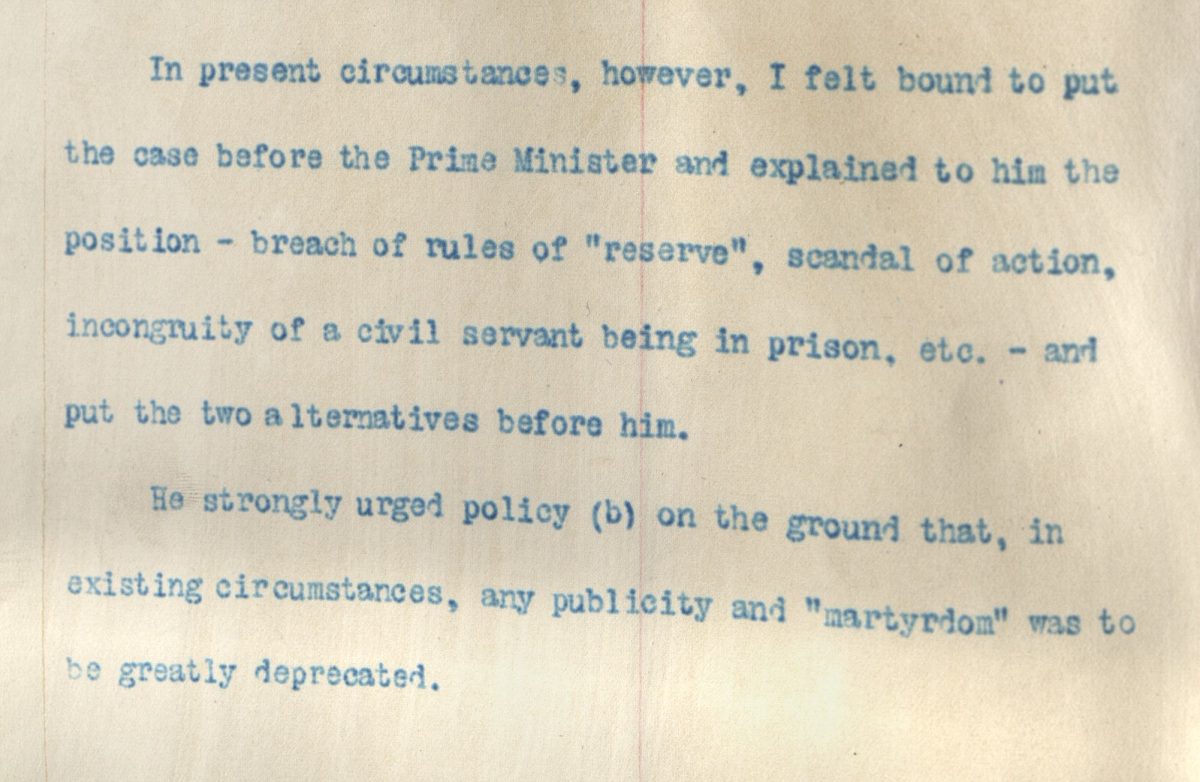 In present circumstances, however, I felt bound to put
the case before the Prime Minister and explained to him the
position - breach of rules of "reserve", scandal of action,
incongruity of a civil servant being in prison, etc. - and
put the two alternatives before him.
He strongly urged policy (b) on the ground that, in
existing circumstances, any publicity and "martyrdom" was to
be greatly deprecated.